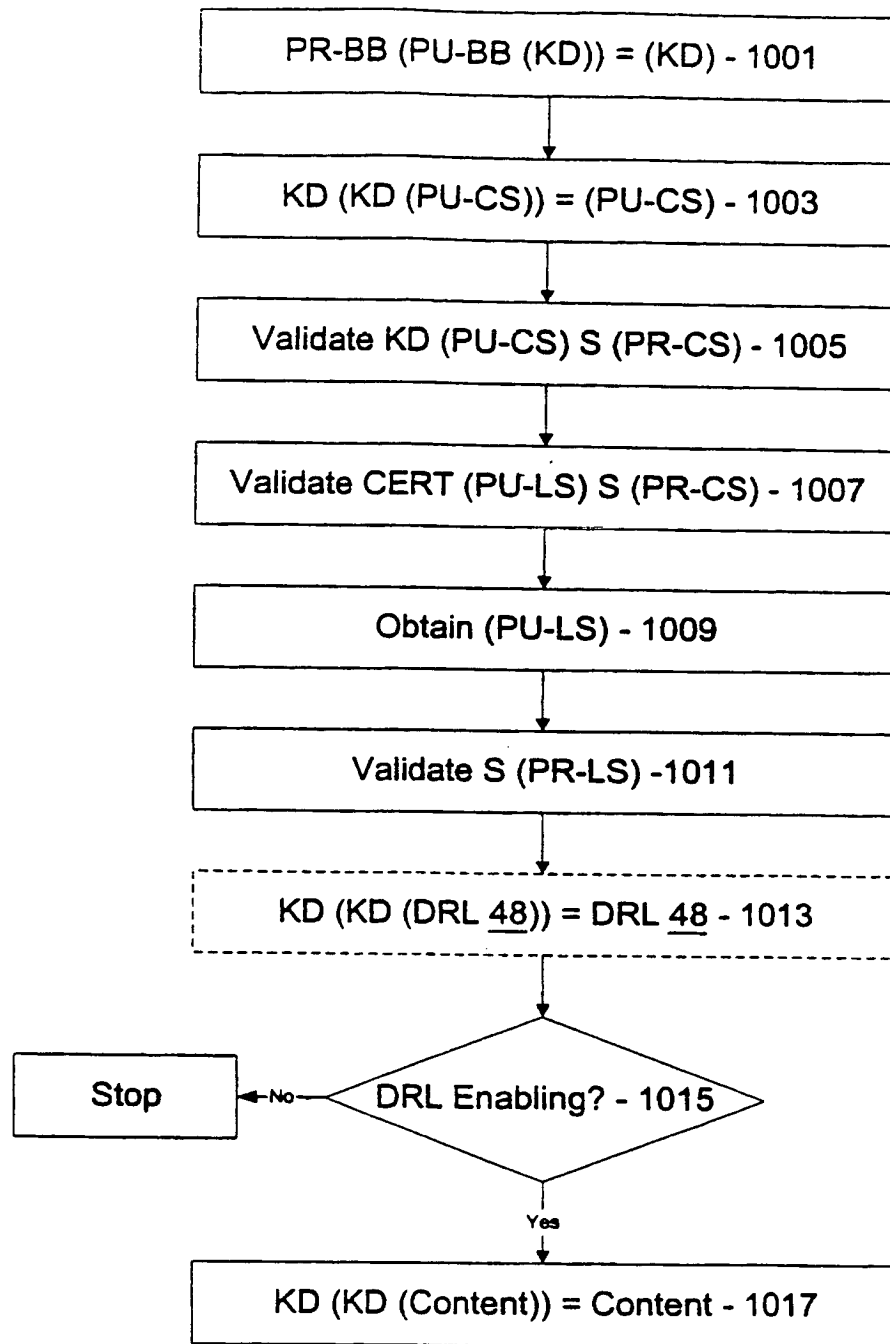 PR-BB (PU-BB (KD)) = (KD) - 1001
KD (KD (PU-CS)) = (PU-CS) - 1003
Validate KD (PU-CS) S (PR-CS) - 1005
Validate CERT (PU-LS) S (PR-CS) - 1007
Obtain (PU-LS) - 1009
Validate S (PR-LS) -1011
KD (KD (DRL 48)) = DRL 48 - 1013
DRL Enabling? - 1015
No
Stop
Yes
KD (KD (Content)) = Content - 1017